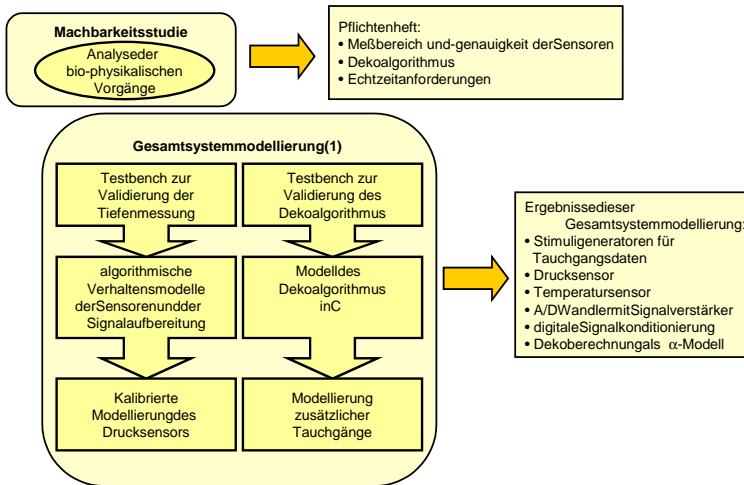 Machbarkeitsstudie
Analyseder
bio-physikalischen
Vorgänge
Pflichtenheft:
• Meßbereich und-genauigkeit derSensoren
• Dekoalgorithmus
• Echtzeitanforderungen
Gesamtsystemmodellierung(1)
Testbench zur
Validierung der
Tiefenmessung
Testbench zur
Validierung des
Dekoalgorithmus
algorithmische
Verhaltensmodelle
derSensorenundder
Signalaufbereitung
Modelldes
Dekoalgorithmus
inC
Kalibrierte
Modellierungdes
Drucksensors
Modellierung
zusätzlicher
Tauchgänge
Ergebnissedieser
Gesamtsystemmodellierung:
• Stimuligeneratoren für
Tauchgangsdaten
• Drucksensor
• Temperatursensor
• A/DWandlermitSignalverstärker
• digitaleSignalkonditionierung
• Dekoberechnungals α-Modell